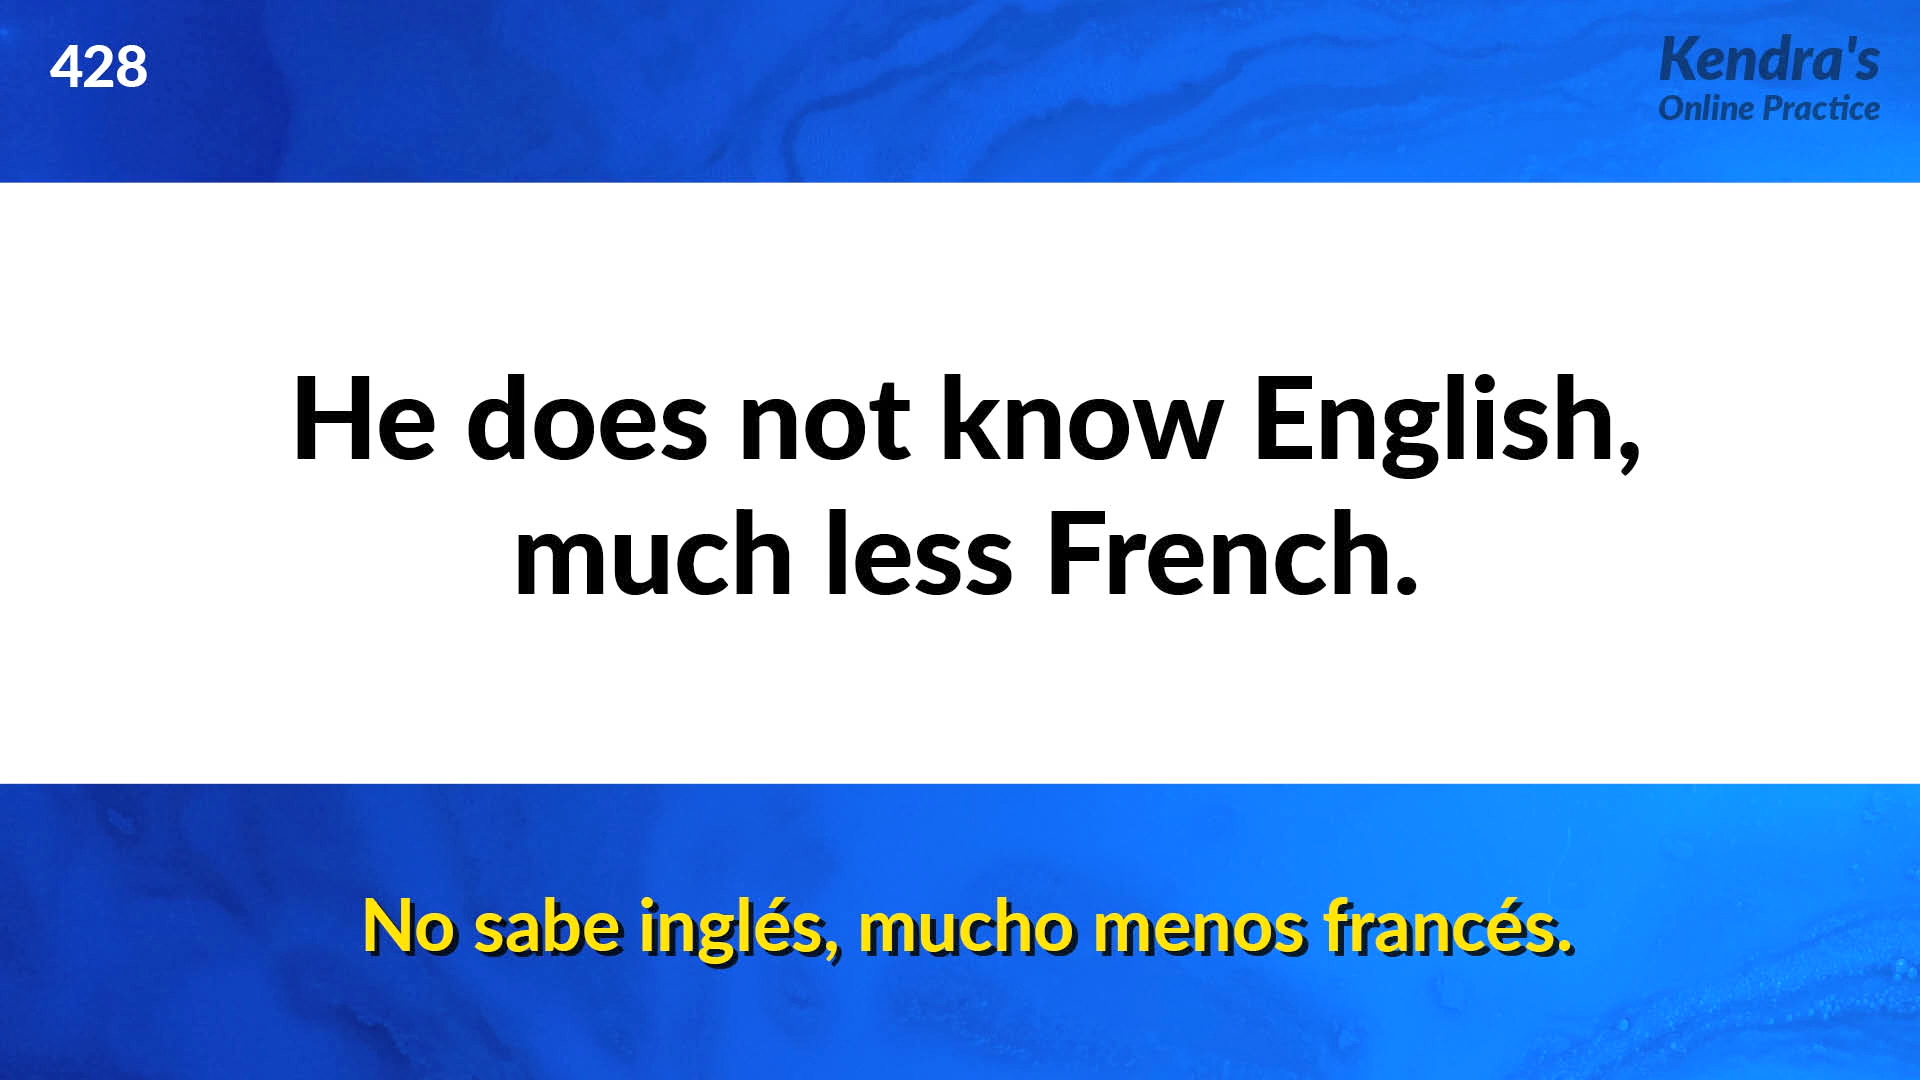 428
Kendra's
Online Practice
He does not know English,
much less French.
No sabe inglés, mucho menos francés.